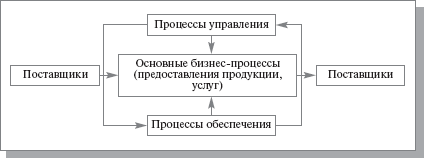 Процессы управления
Поставщики
Основные бизнес-процессы
(предоставления продукции,
услуг)
Поставщики
Процессы обеспечения